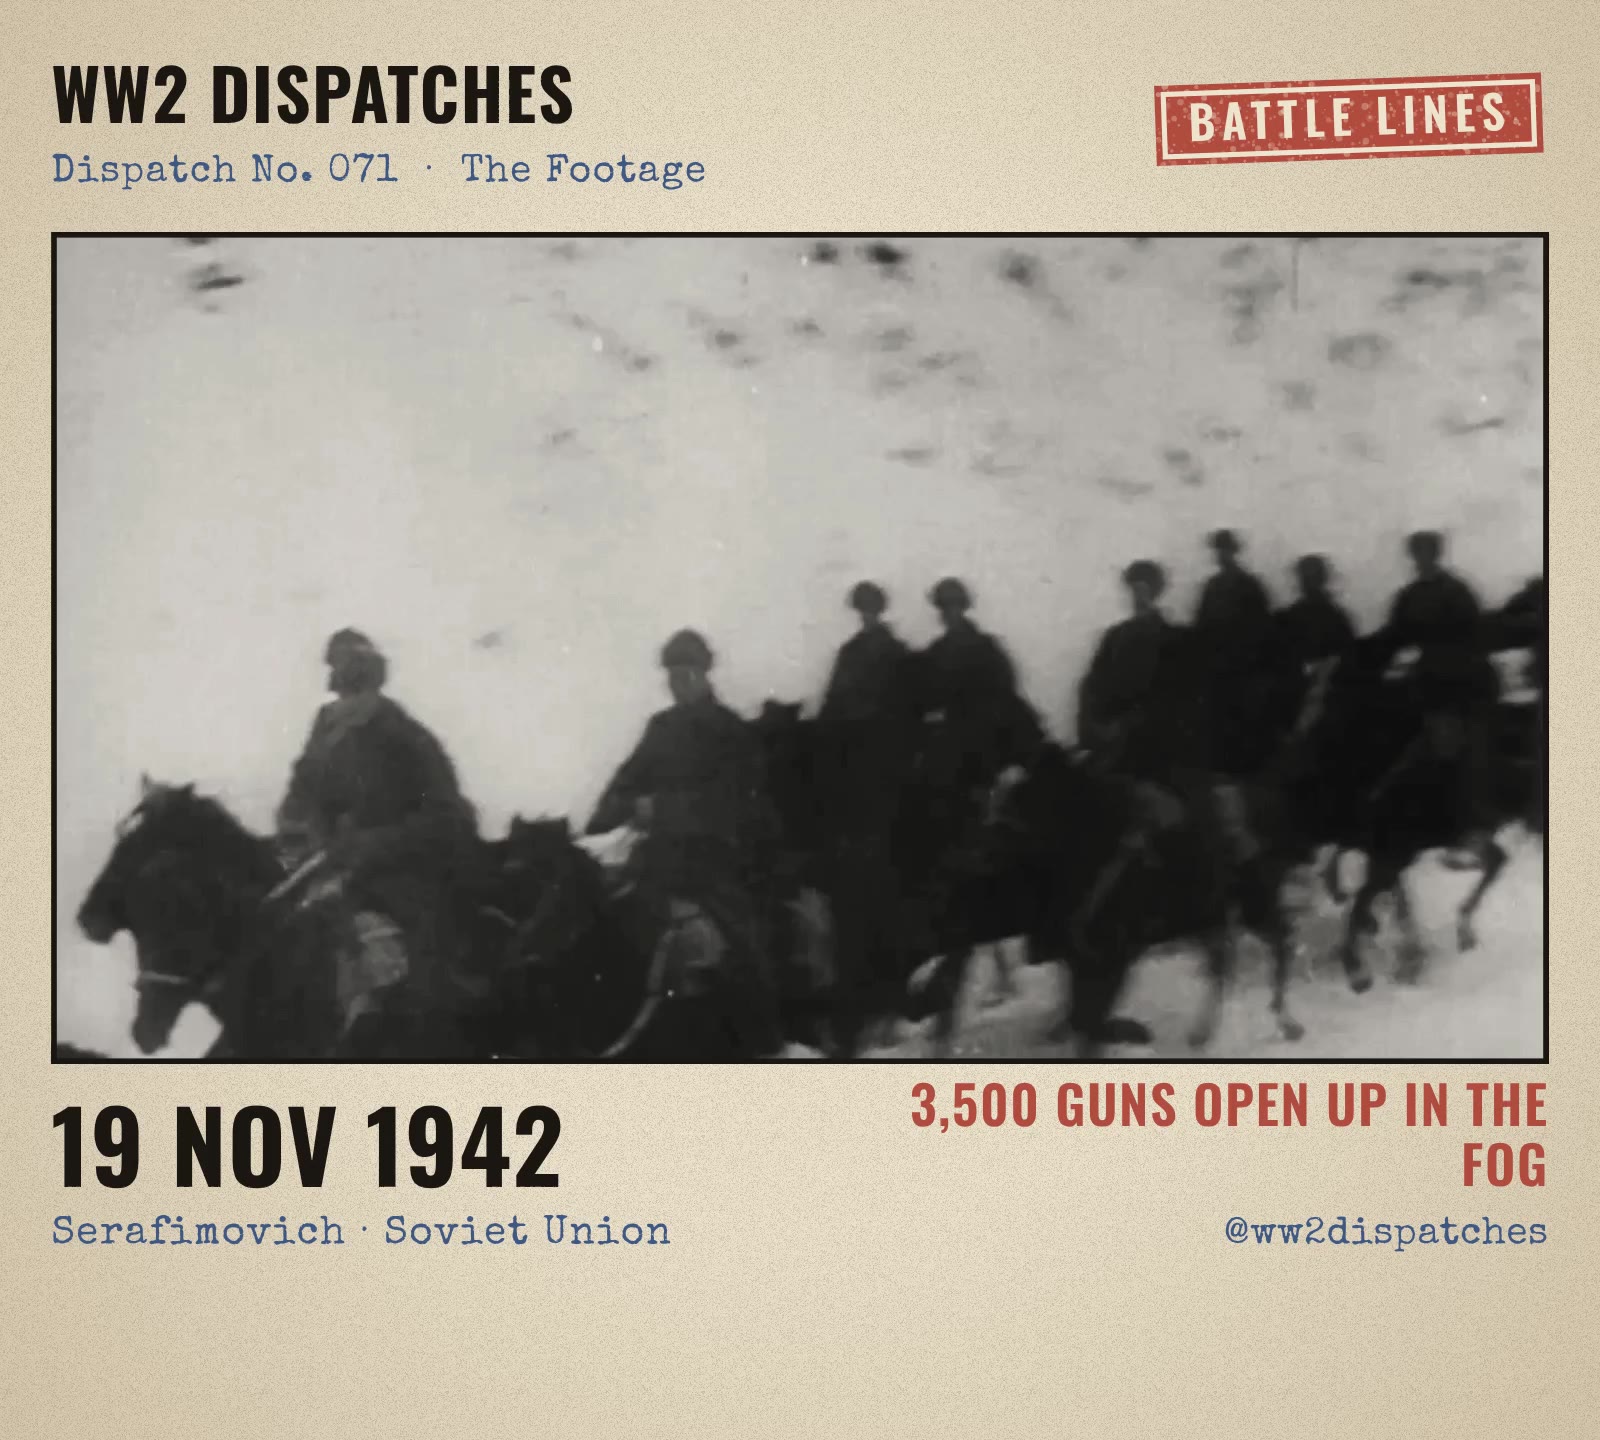 WW2 DISPATCHES
Dispatch No. 071 · The Footage
BATTLE LINES
19 NOV 1942
Serafimovich · Soviet Union
3,500 GUNS OPEN UP IN THE
FOG
@ww2dispatches